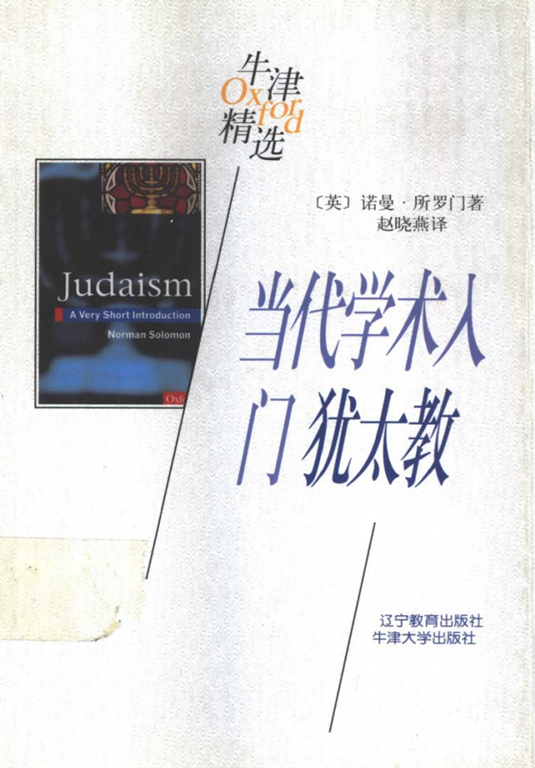 牛津
Oxford
精选
〔英〕诺曼·所罗门著
赵晓燕译
Judaism
A Very Short Introduction
Norman Solomon
Oxf
当代学术入
门 犹太教
辽宁教育出版社
牛津大学出版社